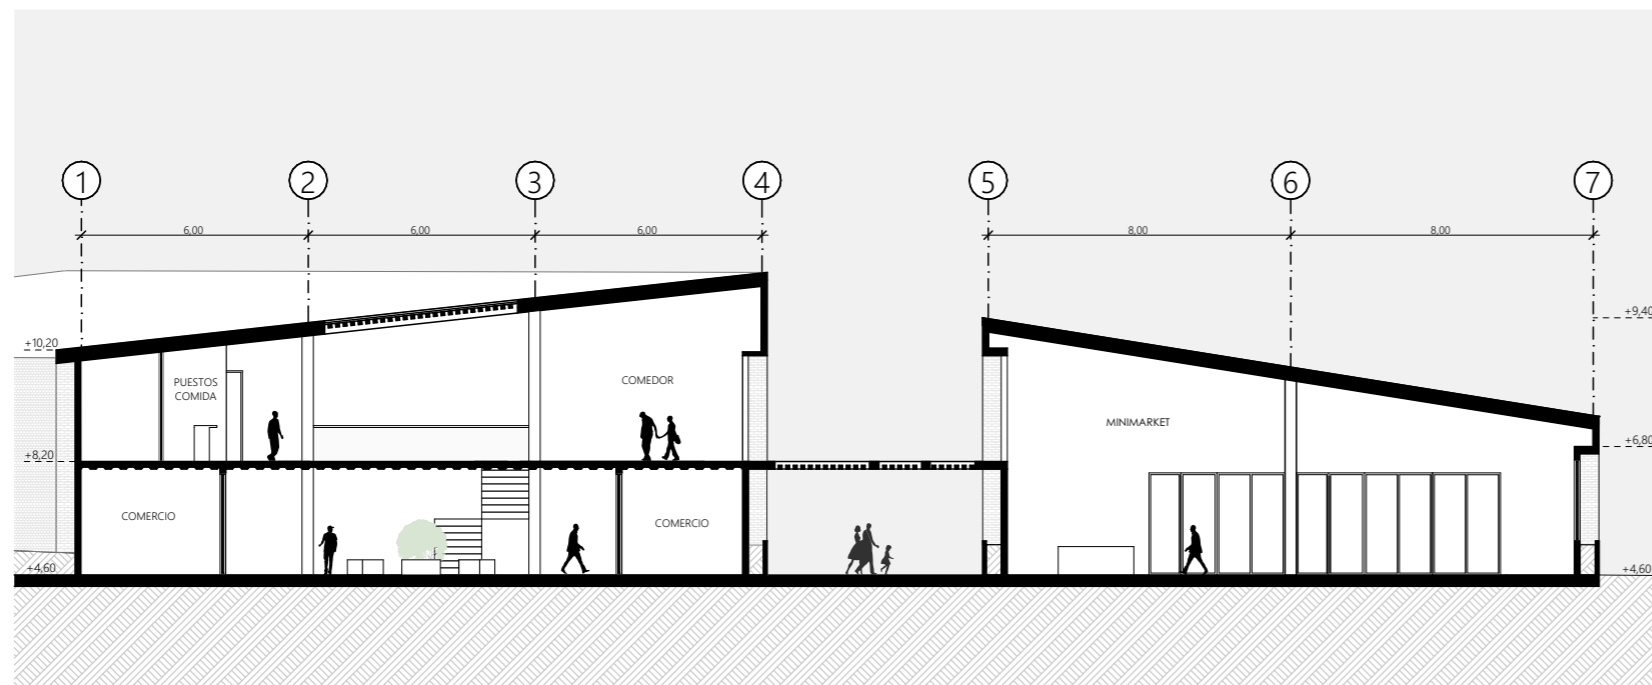 1 2 3 4 5 6 7
6,00 6,00 6,00 8,00 8,00
+9,40
+10,20
PUESTOS
COMIDA
COMEDOR
MINIMARKET
+6,80
+8,20
COMERCIO
COMERCIO
+4,60
+4,60